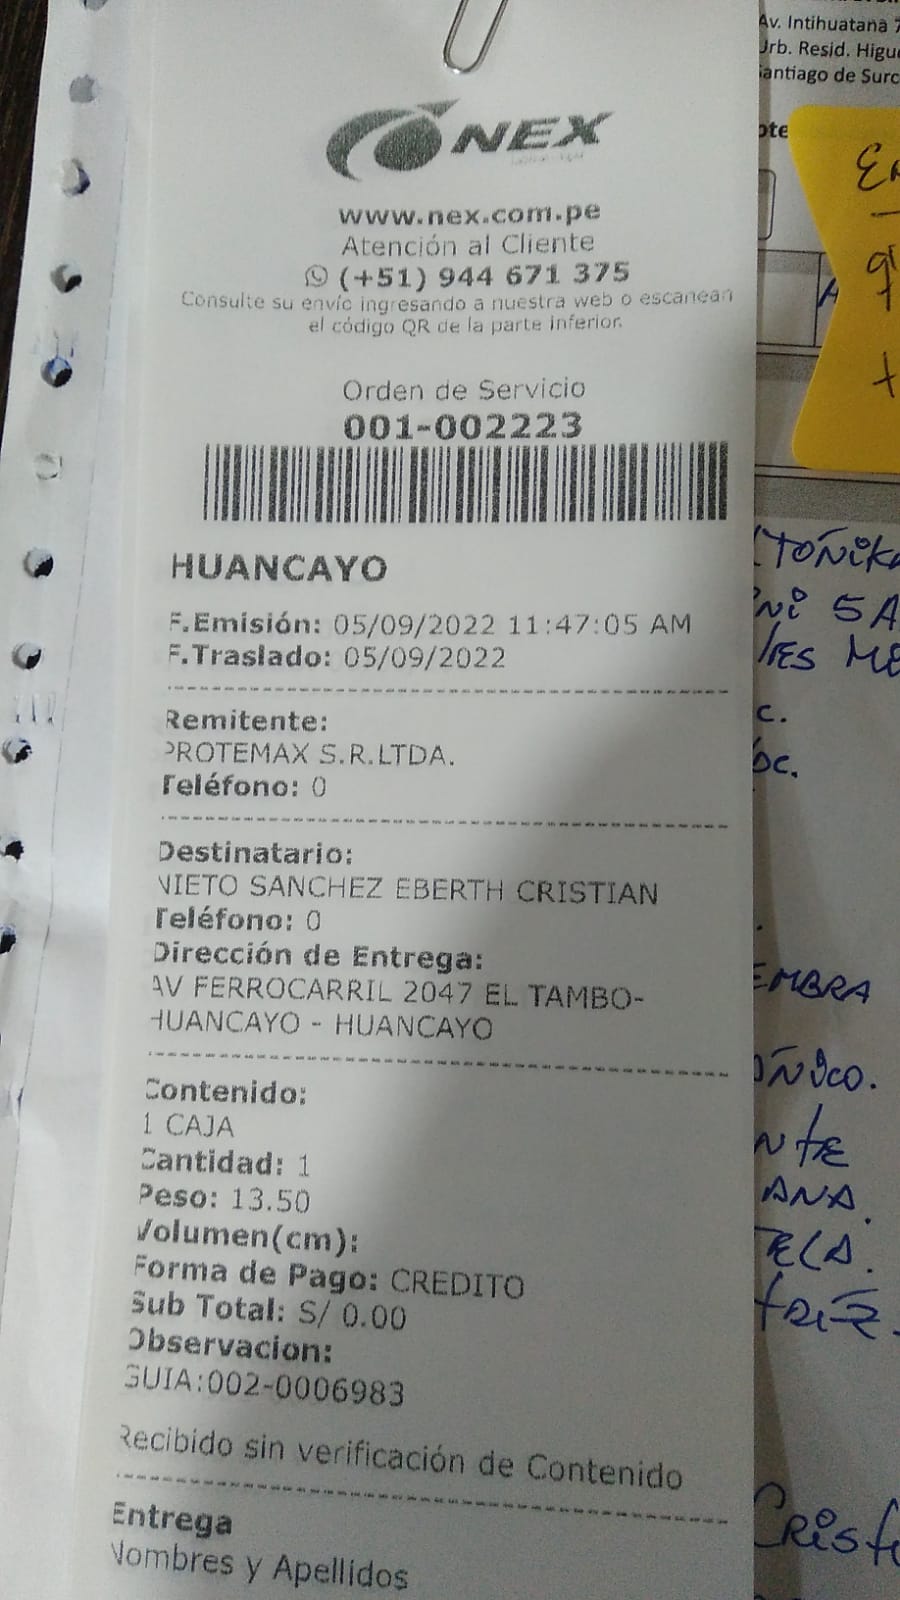 NEX
www.nex.com.pe
Atención al Cliente
(+51) 944 671 375
Consulte su envío ingresando a nuestra web o escanean
el código QR de la parte inferior.
Orden de Servicio
001-002223
HUANCAYO
F.Emisión: 05/09/2022 11:47:05 AM
F.Traslado: 05/09/2022
Remitente:
PROTEMAX S.R.LTDA.
Teléfono: 0
Destinatario:
NIETO SANCHEZ EBERTH CRISTIAN
Teléfono: 0
Dirección de Entrega:
AV FERROCARRIL 2047 EL TAMBO-
HUANCAYO - HUANCAYO
Contenido:
1 CAJA
Cantidad: 1
Peso: 13.50
Volumen(cm):
Forma de Pago: CREDITO
Sub Total: S/ 0.00
Observacion:
GUIA:002-0006983
Recibido sin verificación de Contenido
Entrega
Nombres y Apellidos
Av. Intihuatana 7
Urb. Resid. Higue
Santiago de Surc
5A
EMBRA
ANA.